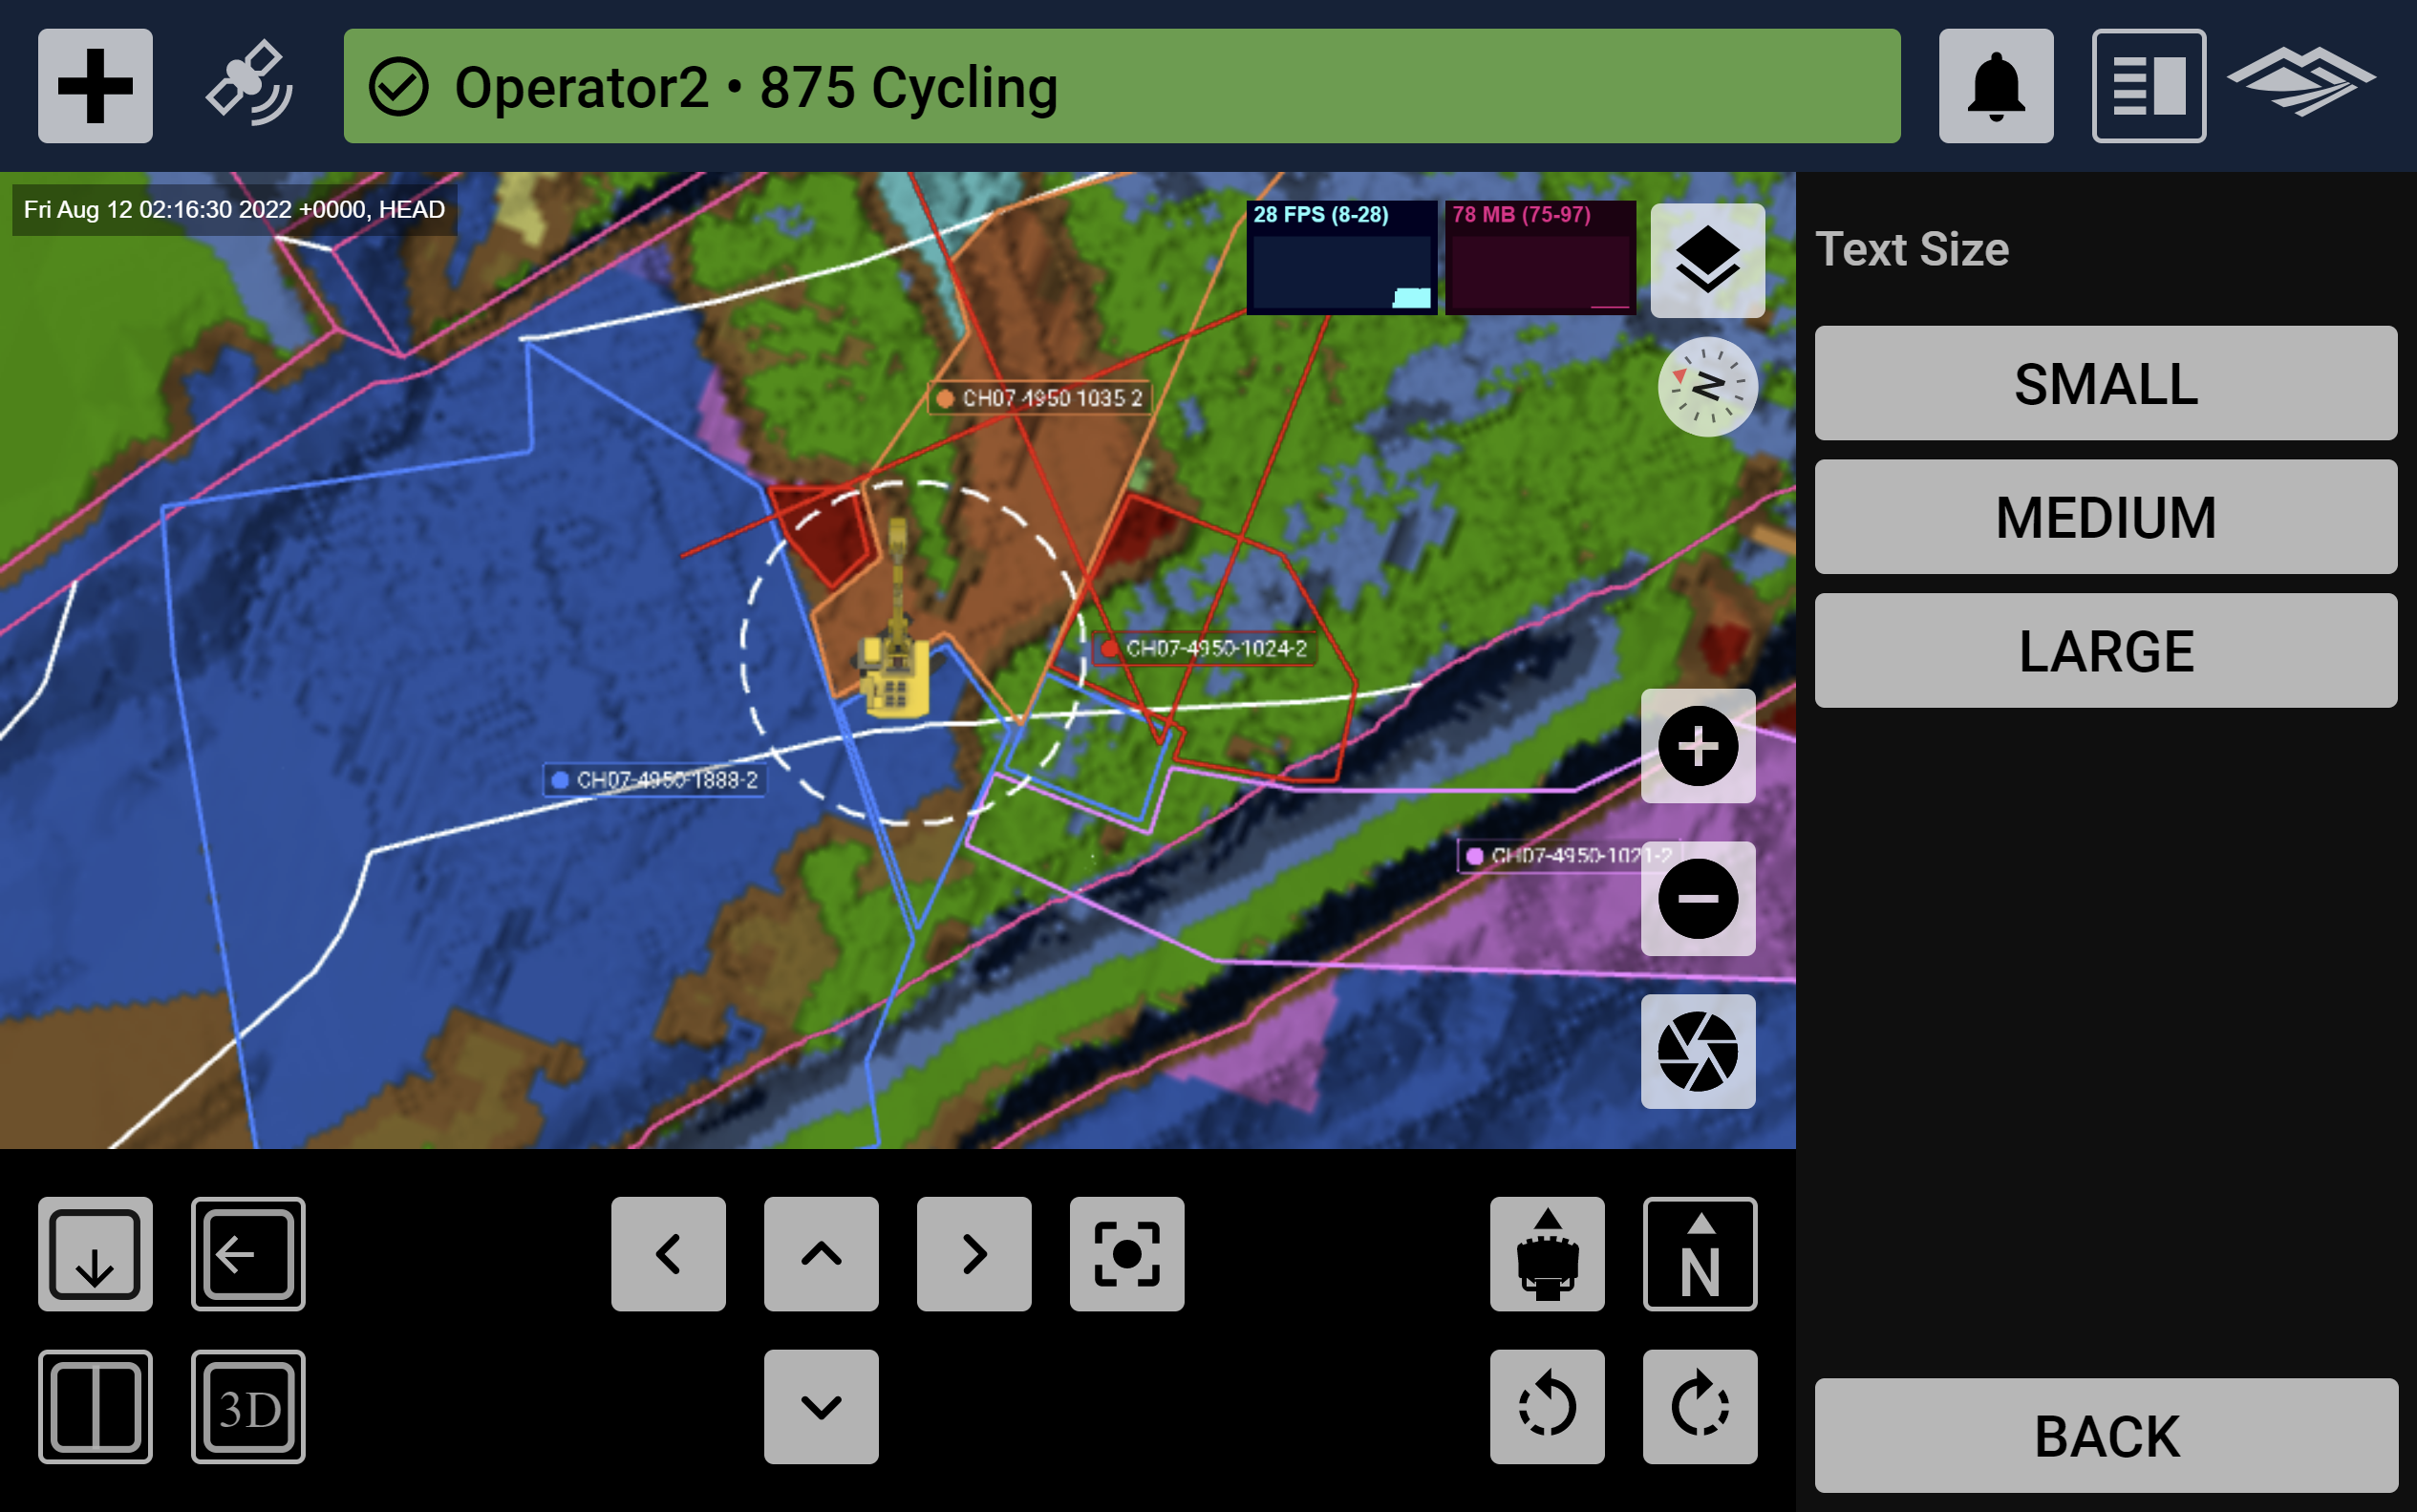 Operator2 • 875 Cycling
Fri Aug 12 02:16:30 2022 +0000, HEAD
28 FPS (8-28)
78 MB (75-97)
Text Size
SMALL
N
CH07-4950-1035-2
MEDIUM
LARGE
CH07-4950-1024-2
CH07-4950-1888-2
CH07-4950-1021-2
N
3D
BACK